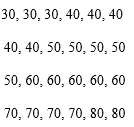 30, 30, 30, 40, 40, 40
40, 40, 50, 50, 50, 50
50, 60, 60, 60, 60, 60
70, 70, 70, 70, 80, 80